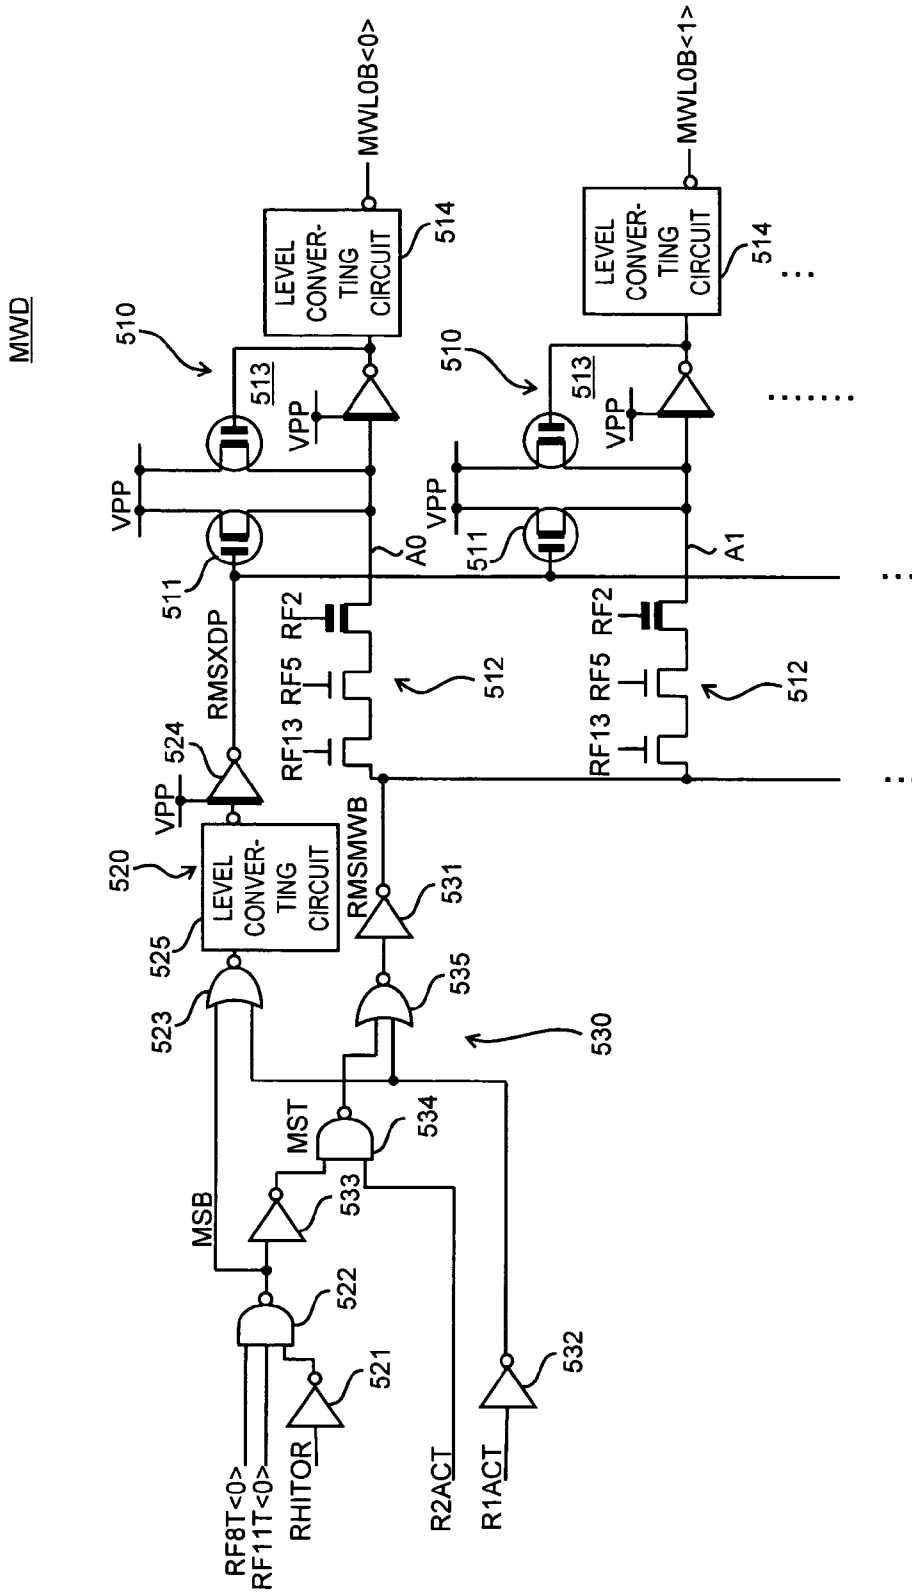 MWD
RF8T<0>
RF11T<0>
RHITOR
521
522
MSB
533
R2ACT
R1ACT
532
MST
534
530
523
525
520
LEVEL
CONVER-
TING
CIRCUIT
535
531
RMSMWB
VPP
524
RMSXDP
RF13
RF5
RF2
512
511
VPP
A0
510
VPP
513
LEVEL
CONVER-
TING
CIRCUIT
514
MWL0B<0>
RF13
RF5
RF2
512
511
VPP
A1
510
VPP
513
LEVEL
CONVER-
TING
CIRCUIT
514
MWL0B<1>